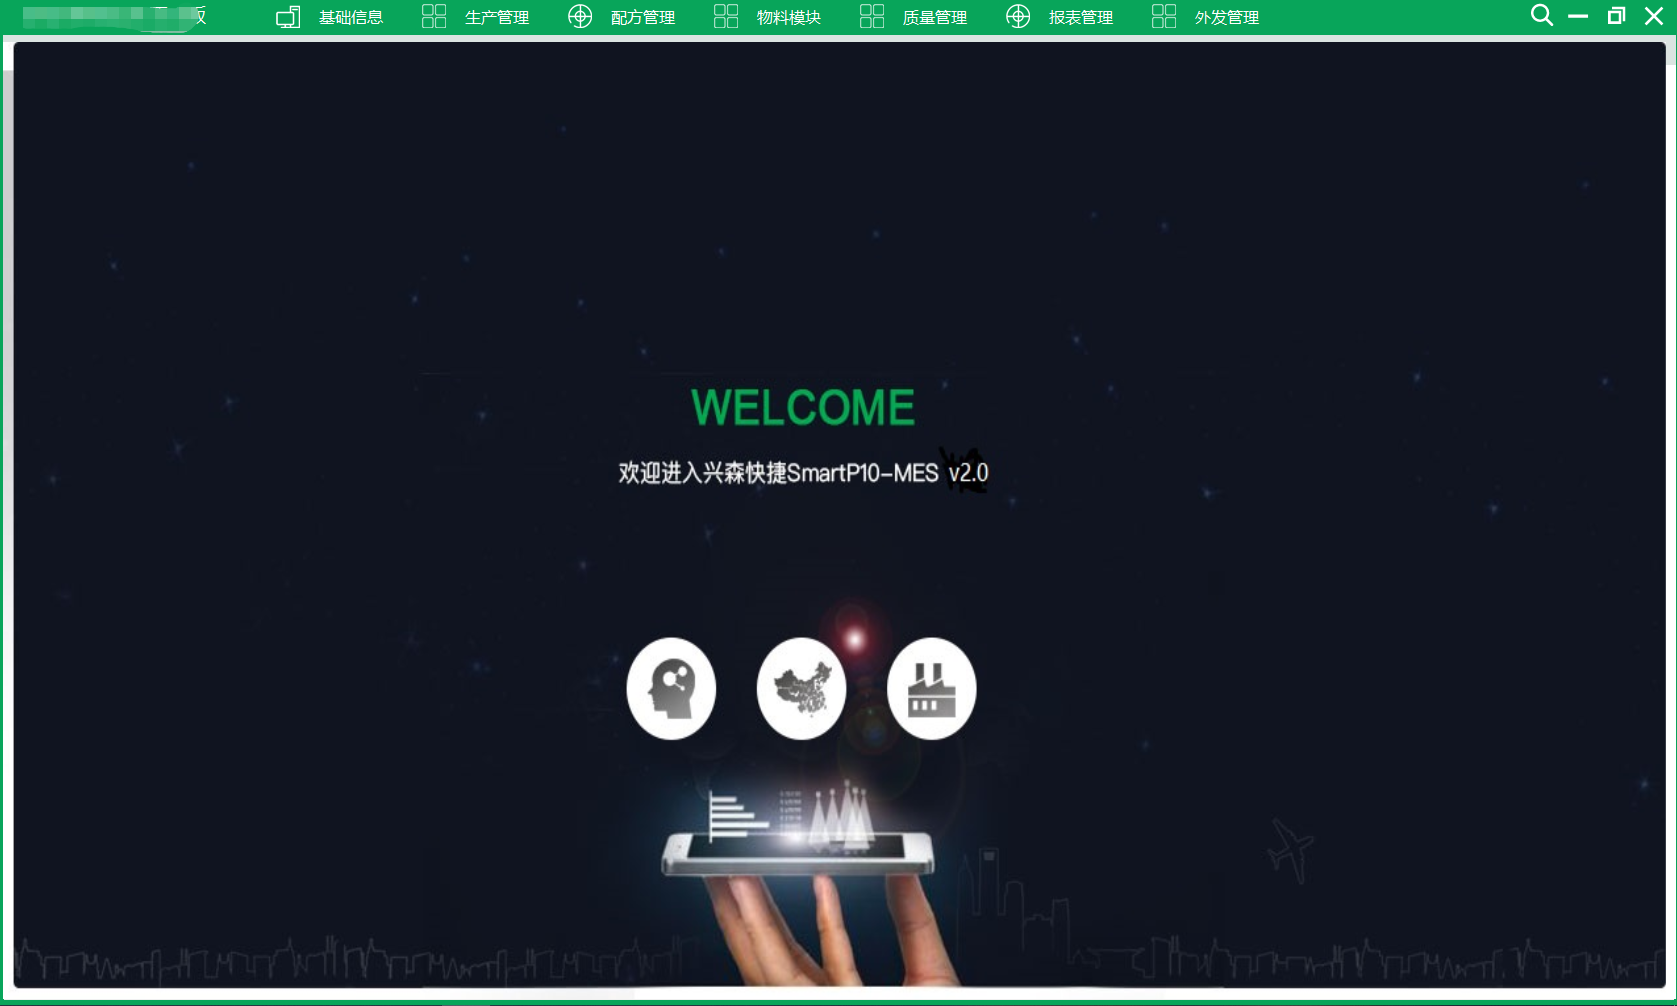 版
基础信息
生产管理
配方管理
物料模块
质量管理
报表管理
外发管理
WELCOME
欢迎进入兴森快捷SmartP10-MES v2.0